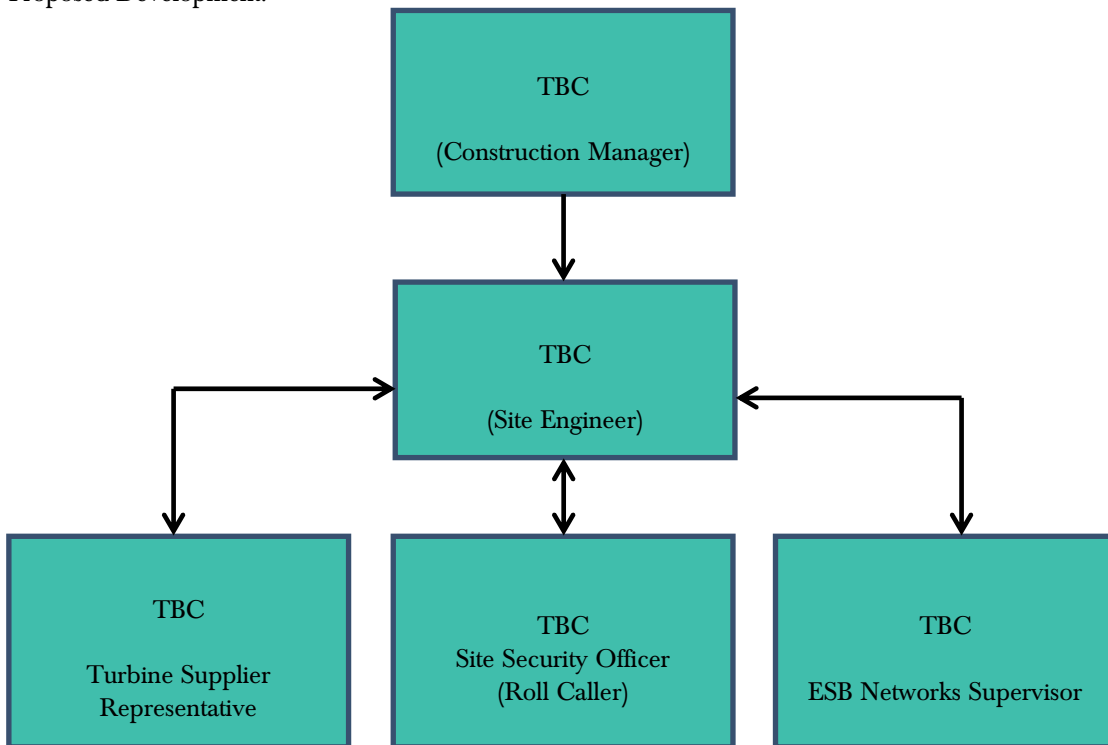 Proposed Development.
TBC
(Construction Manager)
TBC
(Site Engineer)
TBC
Turbine Supplier
Representative
TBC
Site Security Officer
(Roll Caller)
TBC
ESB Networks Supervisor